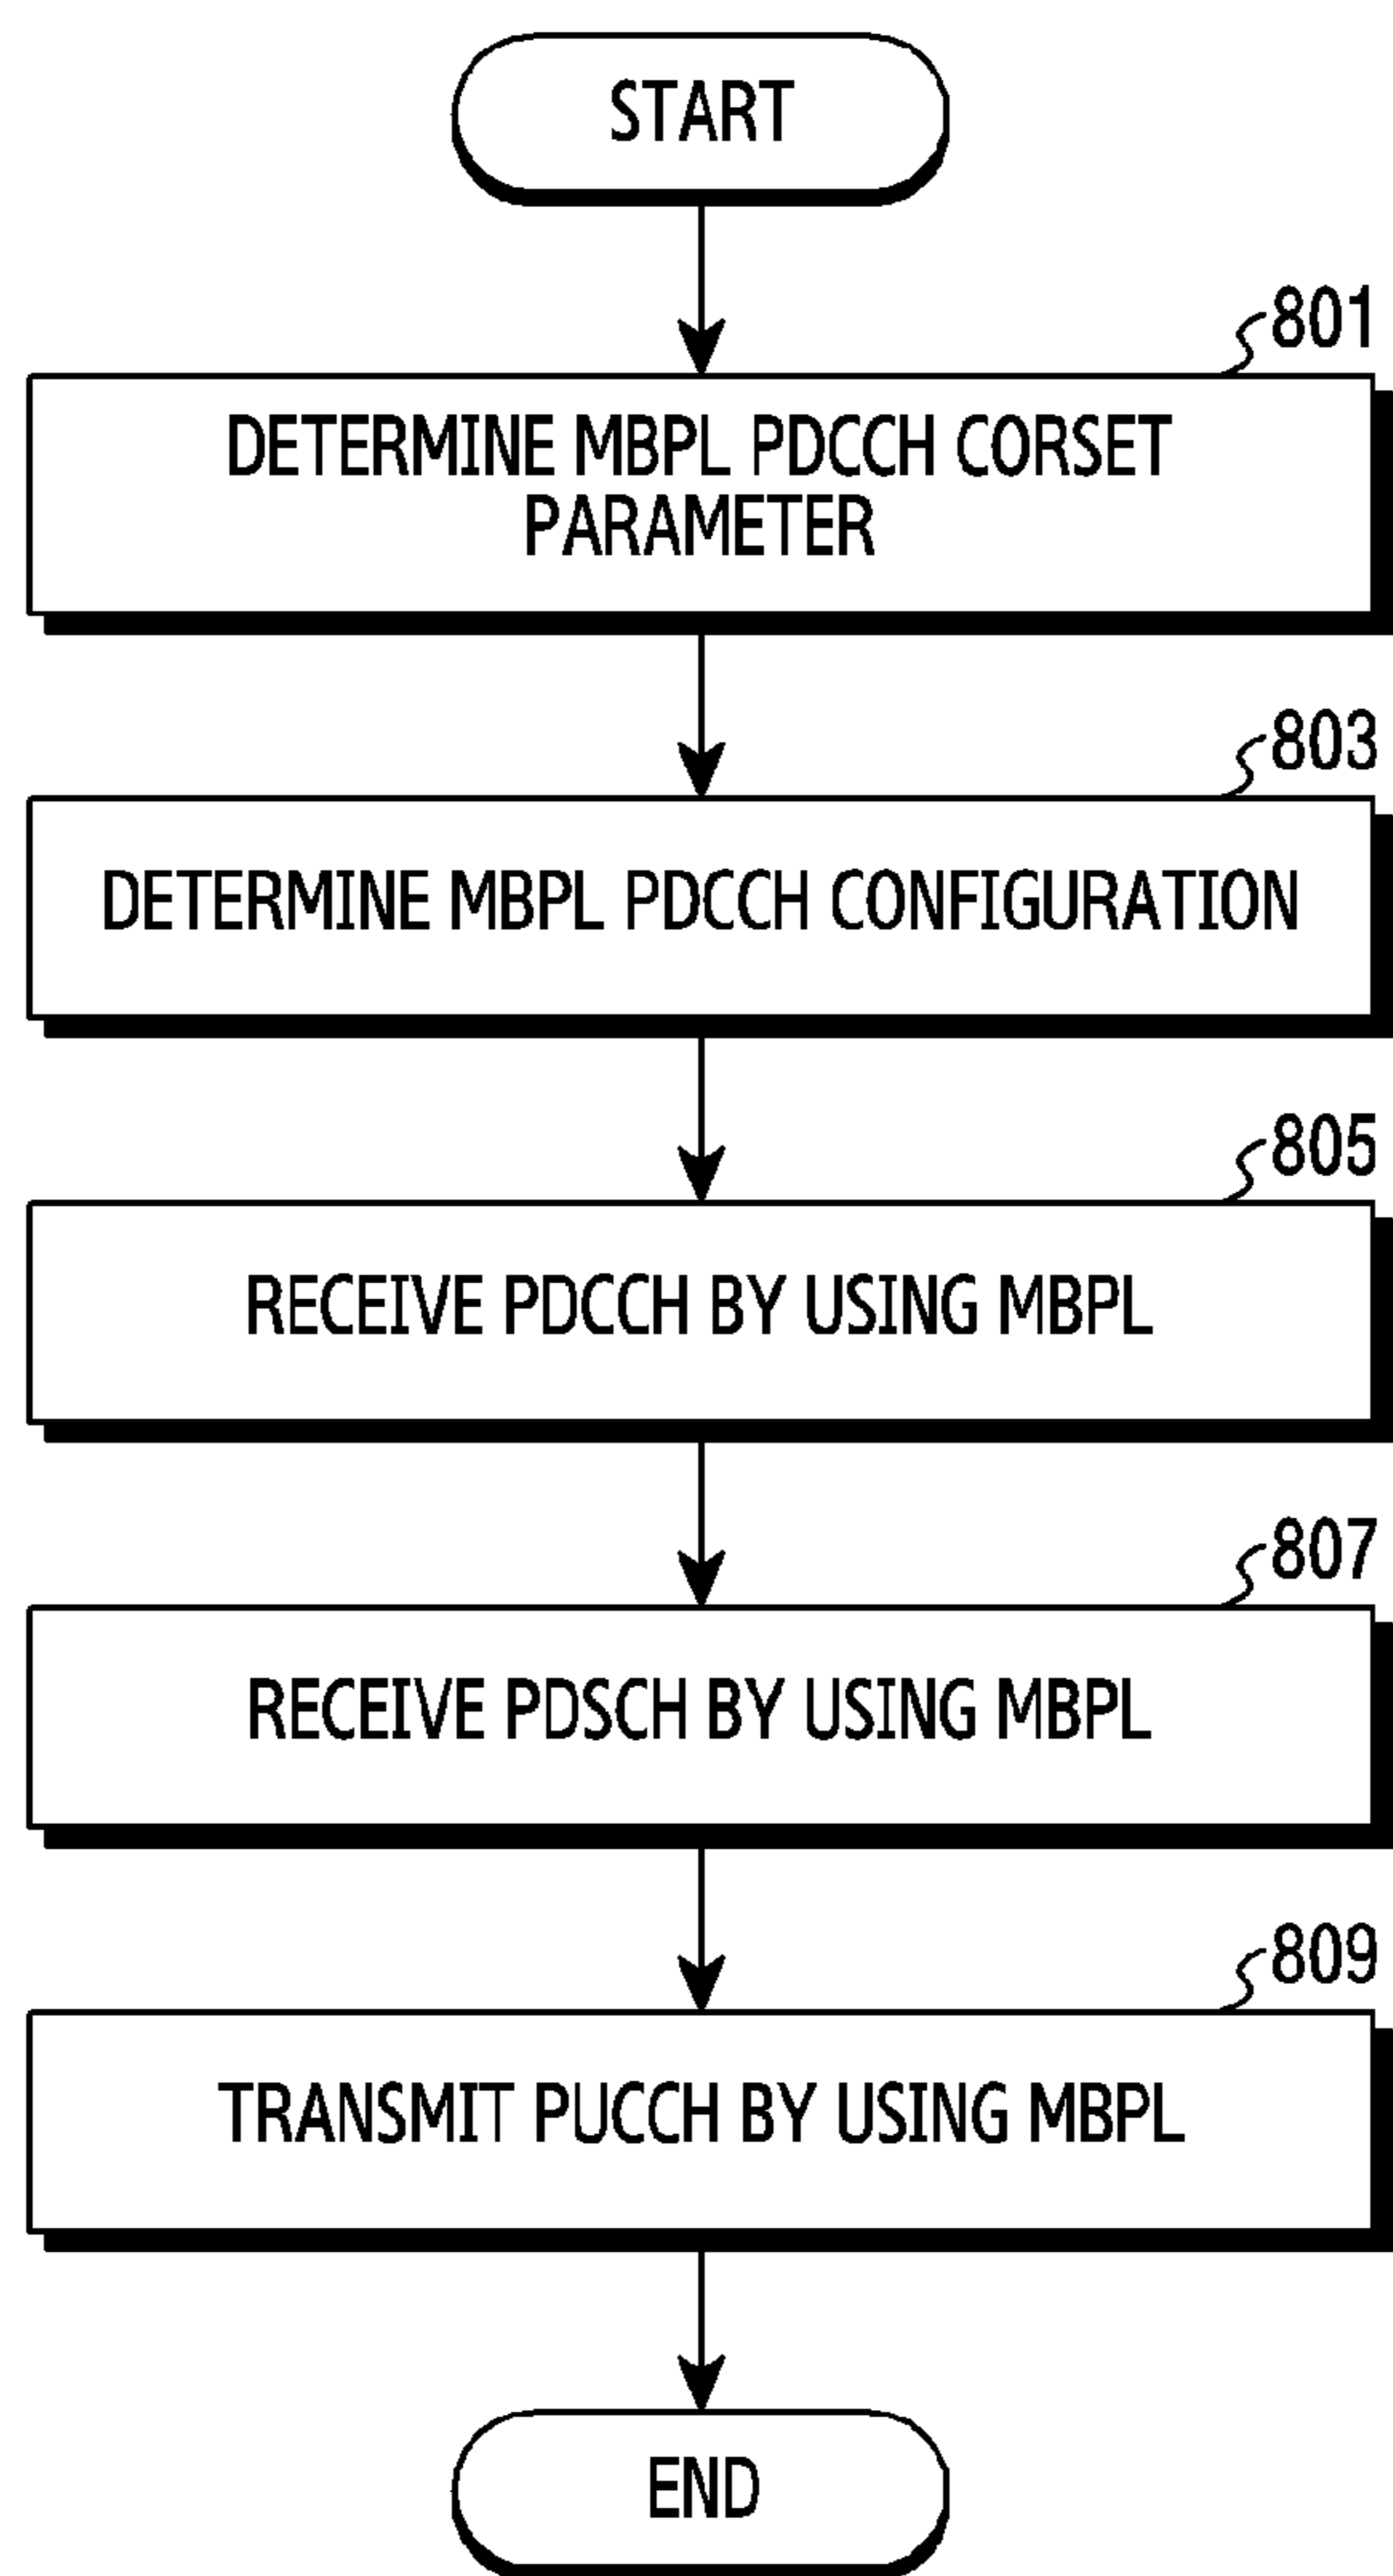 START
801
DETERMINE MBPL PDCCH CORSET
PARAMETER
803
DETERMINE MBPL PDCCH CONFIGURATION
805
RECEIVE PDCCH BY USING MBPL
807
RECEIVE PDSCH BY USING MBPL
809
TRANSMIT PUCCH BY USING MBPL
END